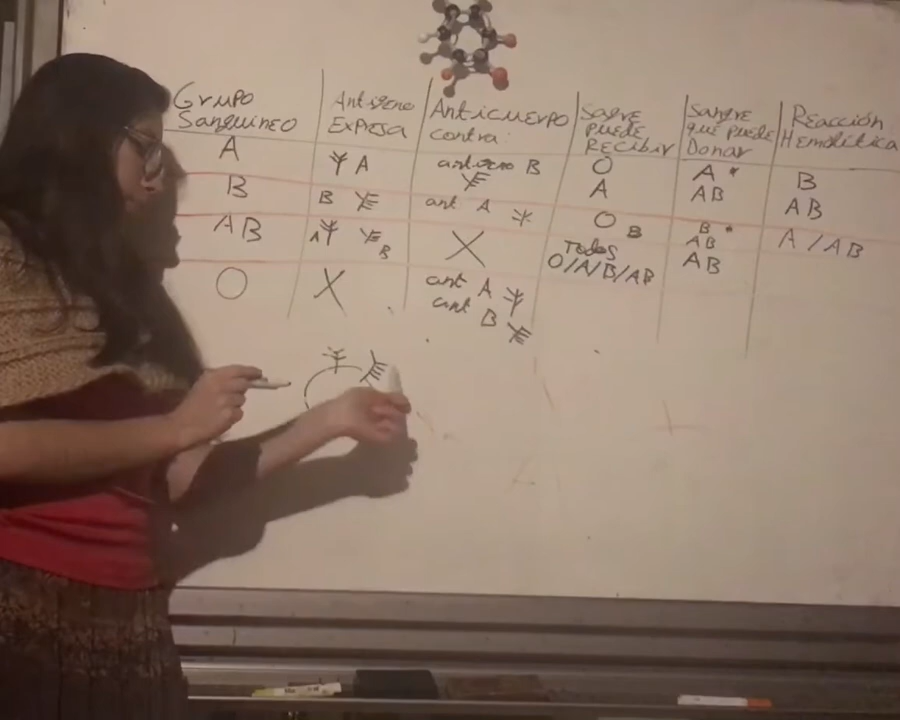 Grupo
Sanguineo
Antigeno
Expresa
Anticuerpo
contra:
Sagre
puede
Recibir
Sangre
que puede
Donar
Reacción
Hemolítica
A
A
antigeno B
O
A
A *
AB
B
AB
B
B
ant A
O B
B *
AB
A / AB
AB
A
B
X
Todos
O/A/B/AB
AB
O
X
ant A
ant B